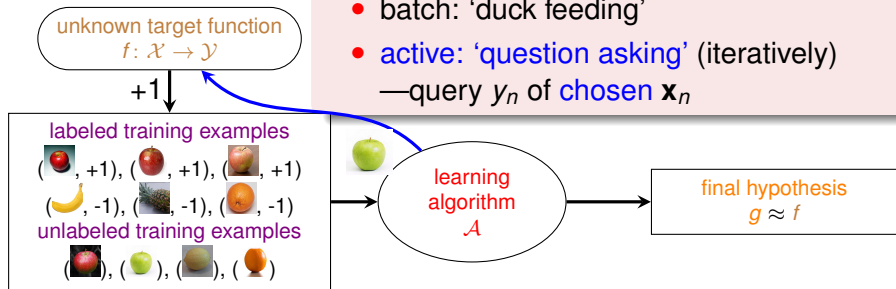 • batch: 'duck feeding'
• active: 'question asking' (iteratively)
—query yₙ of chosen xₙ
unknown target function
f: 𝒳 → 𝒴
+1
labeled training examples
( , +1), ( , +1), ( , +1)
( , -1), ( , -1), ( , -1)
unlabeled training examples
( ), ( ), ( ), ( )
learning
algorithm
𝒜
final hypothesis
g ≈ f